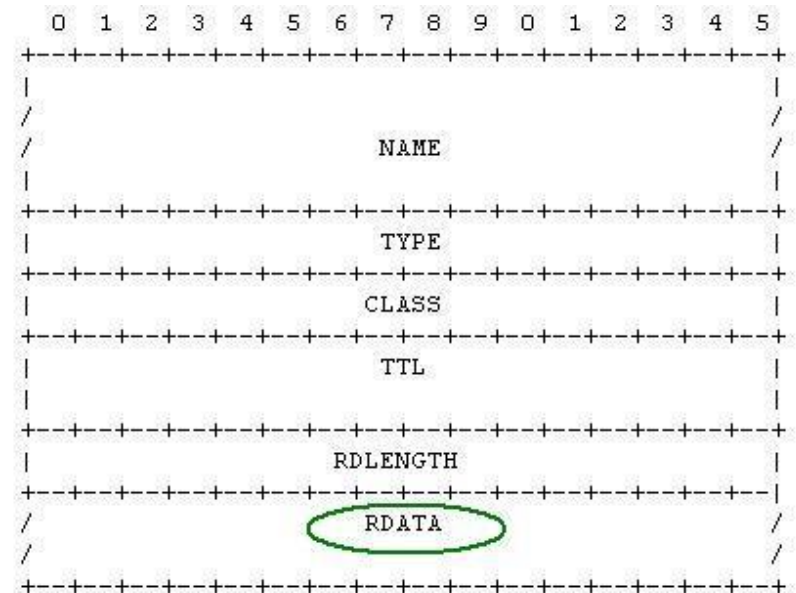 0 1 2 3 4 5 6 7 8 9 0 1 2 3 4 5
NAME
TYPE
CLASS
TTL
RDLENGTH
RDATA